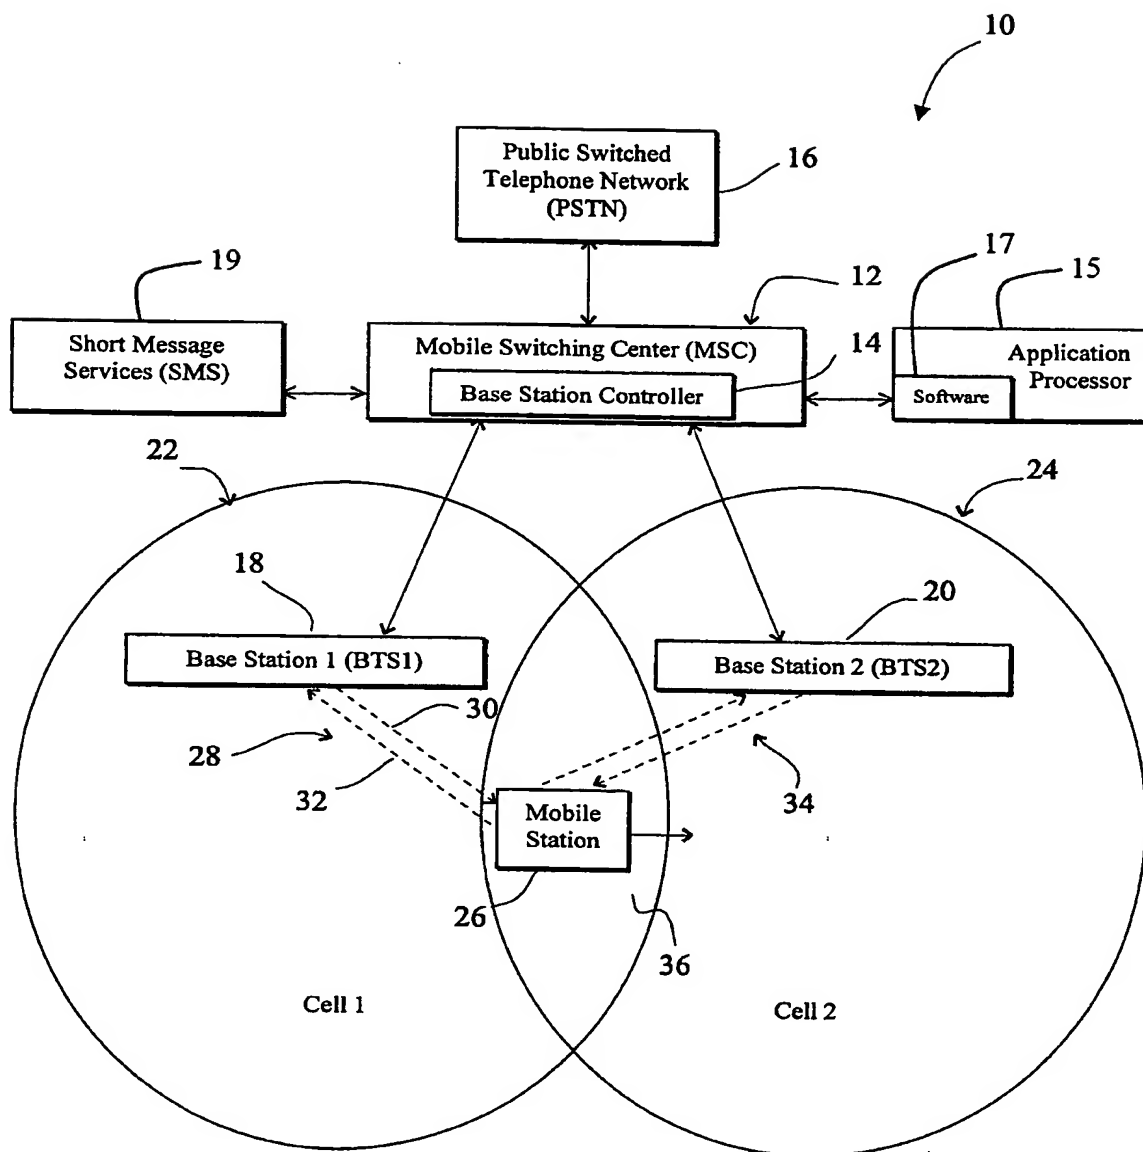 10
Public Switched
Telephone Network
(PSTN)
16
19
17
15
12
Short Message
Services (SMS)
Mobile Switching Center (MSC)
14
Base Station Controller
Application
Processor
Software
22
24
18
20
Base Station 1 (BTS1)
Base Station 2 (BTS2)
30
28
32
34
Mobile
Station
26
36
Cell 1
Cell 2